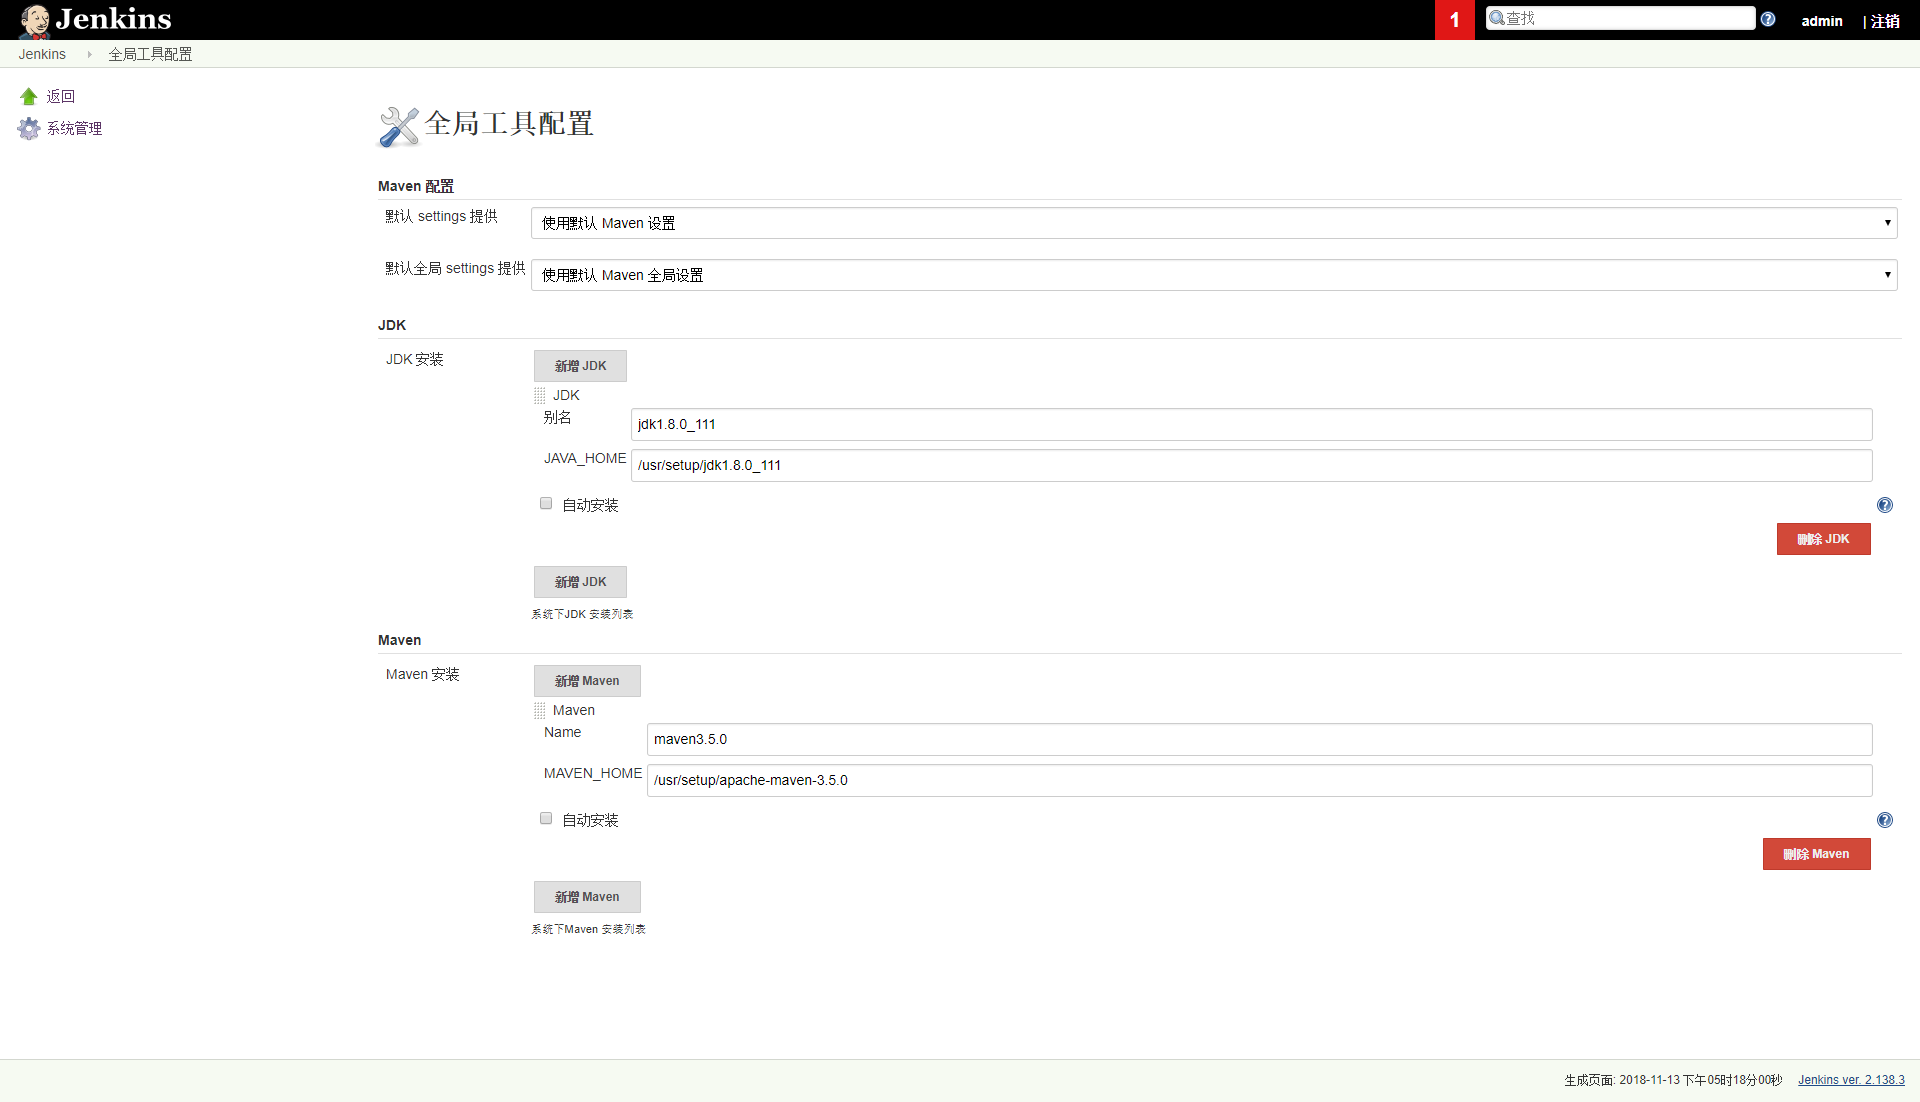 Jenkins
1
查找
admin
| 注销
Jenkins
全局工具配置
返回
系统管理
全局工具配置
Maven 配置
默认 settings 提供
使用默认 Maven 设置
默认全局 settings 提供
使用默认 Maven 全局设置
JDK
JDK 安装
新增 JDK
JDK
别名
jdk1.8.0_111
JAVA_HOME
/usr/setup/jdk1.8.0_111
自动安装
删除 JDK
新增 JDK
系统下JDK 安装列表
Maven
Maven 安装
新增 Maven
Maven
Name
maven3.5.0
MAVEN_HOME
/usr/setup/apache-maven-3.5.0
自动安装
删除 Maven
新增 Maven
系统下Maven 安装列表
生成页面: 2018-11-13 下午05时18分00秒
Jenkins ver. 2.138.3